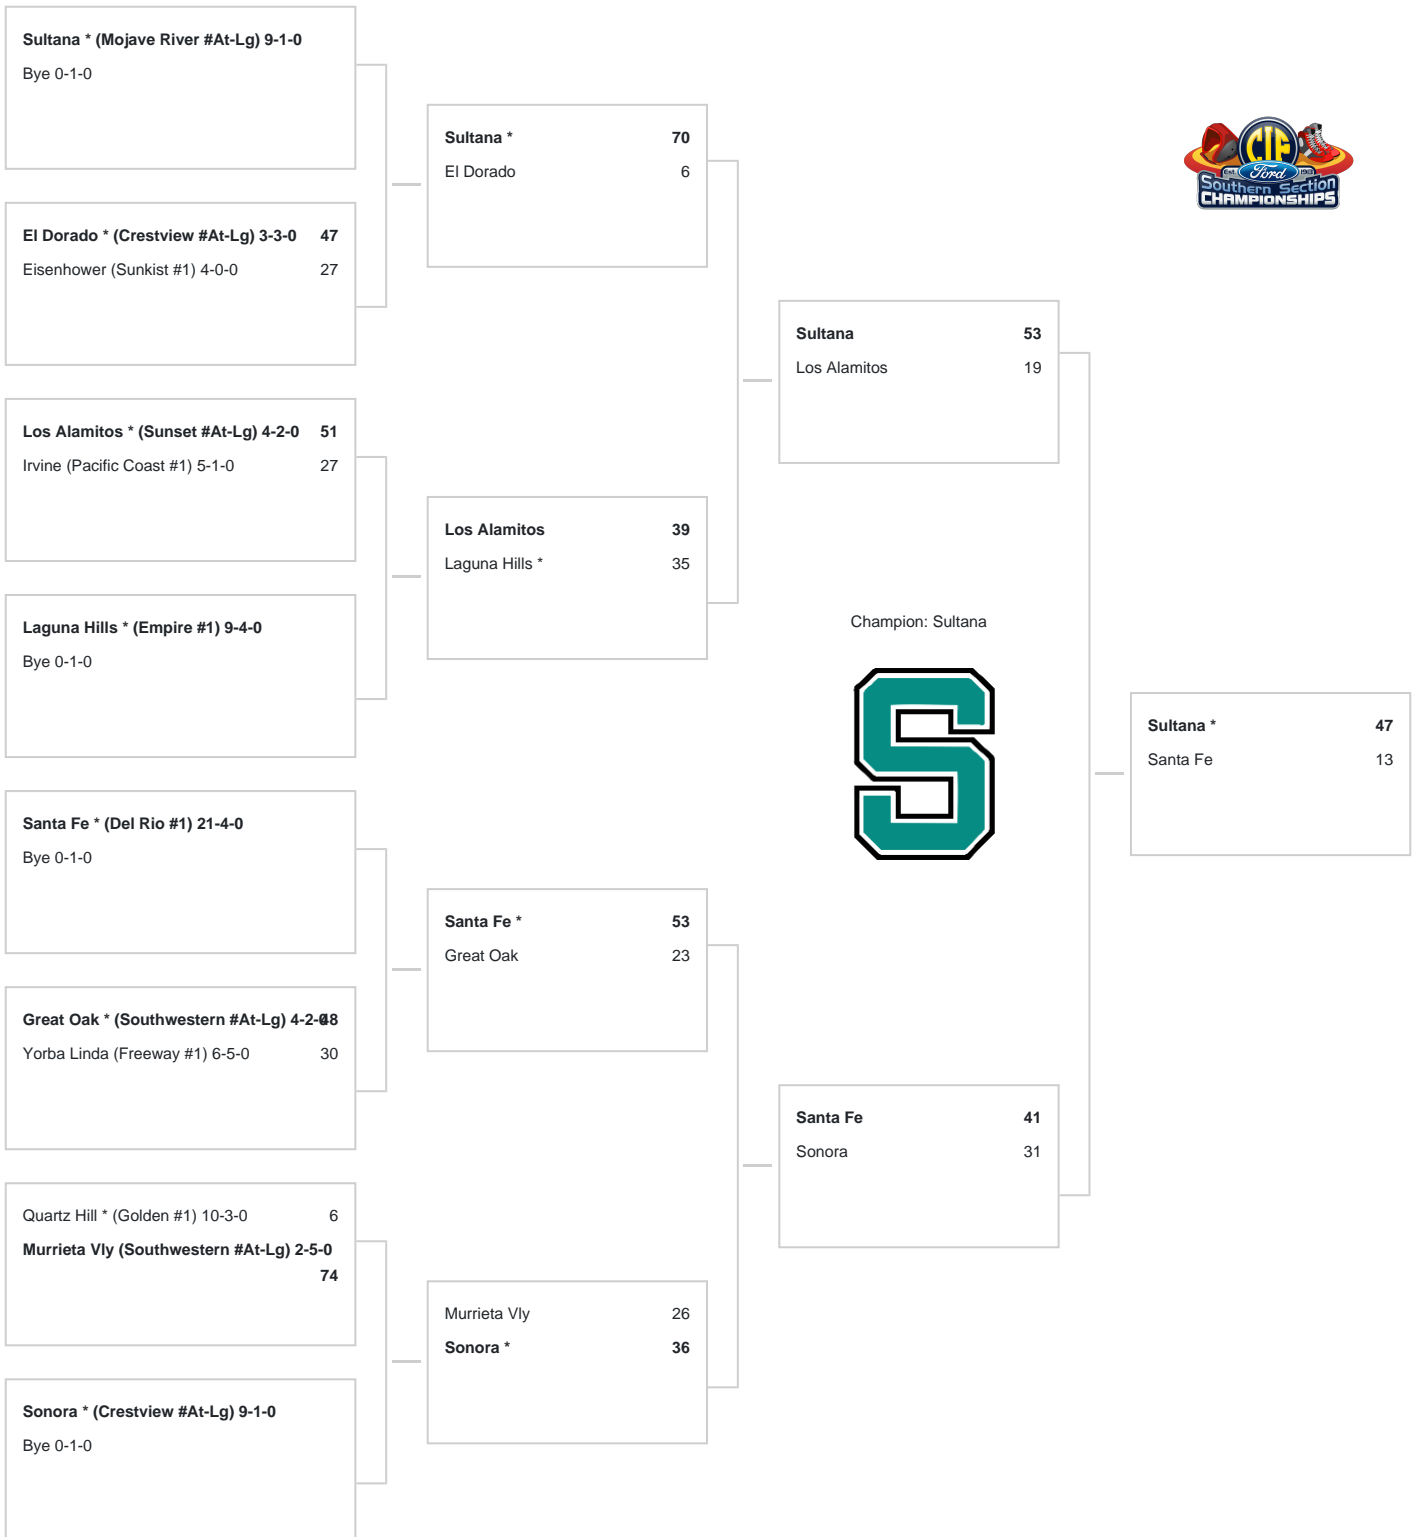 Sultana * (Mojave River #At-Lg) 9-1-0
Bye 0-1-0
El Dorado * (Crestview #At-Lg) 3-3-0 47
Eisenhower (Sunkist #1) 4-0-0 27
Los Alamitos * (Sunset #At-Lg) 4-2-0 51
Irvine (Pacific Coast #1) 5-1-0 27
Laguna Hills * (Empire #1) 9-4-0
Bye 0-1-0
Santa Fe * (Del Rio #1) 21-4-0
Bye 0-1-0
Great Oak * (Southwestern #At-Lg) 4-2-0 48
Yorba Linda (Freeway #1) 6-5-0 30
Quartz Hill * (Golden #1) 10-3-0 6
Murrieta Vly (Southwestern #At-Lg) 2-5-0
74
Sonora * (Crestview #At-Lg) 9-1-0
Bye 0-1-0
Sultana * 70
El Dorado 6
Los Alamitos 39
Laguna Hills * 35
Santa Fe * 53
Great Oak 23
Murrieta Vly 26
Sonora * 36
Sultana 53
Los Alamitos 19
Santa Fe 41
Sonora 31
CIF
Est. 1913
Ford
Southern Section
CHAMPIONSHIPS
Champion: Sultana
S
Sultana * 47
Santa Fe 13